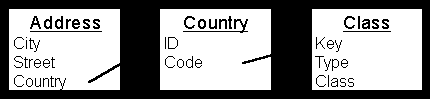 Address
City
Street
Country
Country
ID
Code
Class
Key
Type
Class